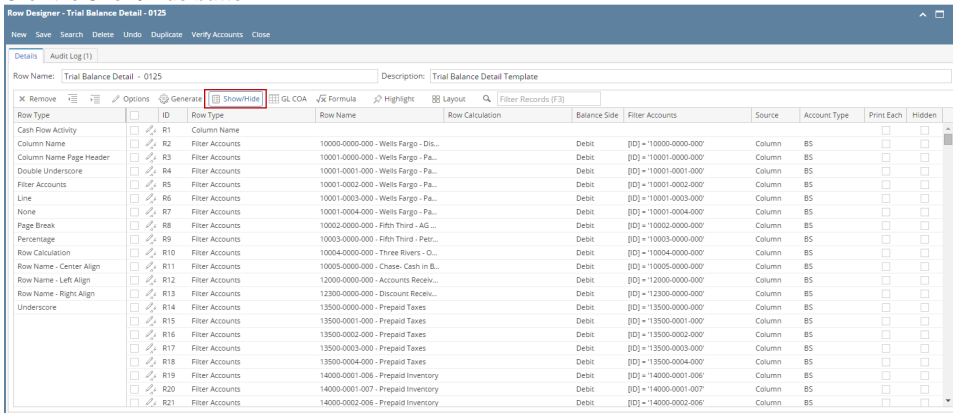 Row Designer - Trial Balance Detail - 0125
New Save Search Delete Undo Duplicate Verify Accounts Close
Details Audit Log (1)
Row Name: Trial Balance Detail - 0125 Description: Trial Balance Detail Template
Remove Options Generate Show/Hide GL COA Formula Highlight Layout Filter Records (F3)
Row Type ID Row Type Row Name Row Calculation Balance Side Filter Accounts Source Account Type Print Each Hidden
Cash Flow Activity R1 Column Name
Column Name R2 Filter Accounts 10000-0000-000 - Wells Fargo - Dis... Debit [ID] = '10000-0000-000' Column BS
Column Name Page Header R3 Filter Accounts 10001-0000-000 - Wells Fargo - Pa... Debit [ID] = '10001-0000-000' Column BS
Double Underscore R4 Filter Accounts 10001-0001-000 - Wells Fargo - Pa... Debit [ID] = '10001-0001-000' Column BS
Filter Accounts R5 Filter Accounts 10001-0002-000 - Wells Fargo - Pa... Debit [ID] = '10001-0002-000' Column BS
Line R6 Filter Accounts 10001-0003-000 - Wells Fargo - Pa... Debit [ID] = '10001-0003-000' Column BS
None R7 Filter Accounts 10001-0004-000 - Wells Fargo - Pa... Debit [ID] = '10001-0004-000' Column BS
Page Break R8 Filter Accounts 10002-0000-000 - Fifth Third - AG ... Debit [ID] = '10002-0000-000' Column BS
Percentage R9 Filter Accounts 10003-0000-000 - Fifth Third - Petr... Debit [ID] = '10003-0000-000' Column BS
Row Calculation R10 Filter Accounts 10004-0000-000 - Three Rivers - O... Debit [ID] = '10004-0000-000' Column BS
Row Name - Center Align R11 Filter Accounts 10005-0000-000 - Chase- Cash in B... Debit [ID] = '10005-0000-000' Column BS
Row Name - Left Align R12 Filter Accounts 12000-0000-000 - Accounts Receiv... Debit [ID] = '12000-0000-000' Column BS
Row Name - Right Align R13 Filter Accounts 12300-0000-000 - Discount Receiv... Debit [ID] = '12300-0000-000' Column BS
Underscore R14 Filter Accounts 13500-0000-000 - Prepaid Taxes Debit [ID] = '13500-0000-000' Column BS
R15 Filter Accounts 13500-0001-000 - Prepaid Taxes Debit [ID] = '13500-0001-000' Column BS
R16 Filter Accounts 13500-0002-000 - Prepaid Taxes Debit [ID] = '13500-0002-000' Column BS
R17 Filter Accounts 13500-0003-000 - Prepaid Taxes Debit [ID] = '13500-0003-000' Column BS
R18 Filter Accounts 13500-0004-000 - Prepaid Taxes Debit [ID] = '13500-0004-000' Column BS
R19 Filter Accounts 14000-0001-006 - Prepaid Inventory Debit [ID] = '14000-0001-006' Column BS
R20 Filter Accounts 14000-0001-007 - Prepaid Inventory Debit [ID] = '14000-0001-007' Column BS
R21 Filter Accounts 14000-0002-006 - Prepaid Inventory Debit [ID] = '14000-0002-006' Column BS